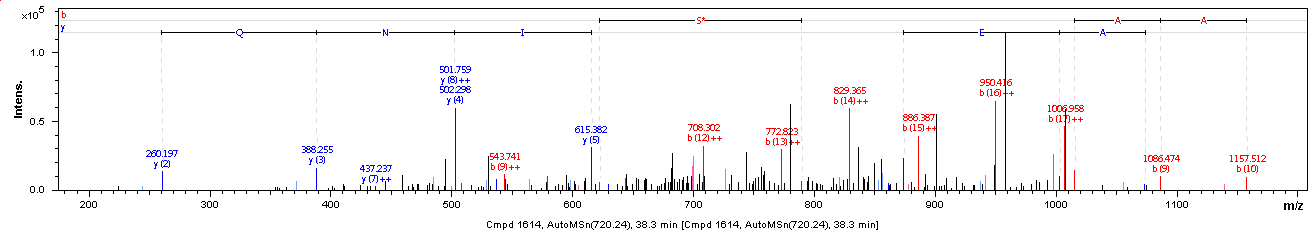 ×10⁵
b
y
S*
A
A
Q
N
I
E
A
1.0
0.5
0.0
Intens.
260.197
y (2)
388.255
y (3)
437.237
y (7)++
501.759
y (8)++
502.298
y (4)
543.741
b (9)++
615.382
y (5)
708.302
b (12)++
772.823
b (13)++
829.365
b (14)++
886.387
b (15)++
950.416
b (16)++
1006.958
b (17)++
1086.474
b (9)
1157.512
b (10)
200
300
400
500
600
700
800
900
1000
1100
m/z
Cmpd 1614, AutoMSn(720.24), 38.3 min [Cmpd 1614, AutoMSn(720.24), 38.3 min]